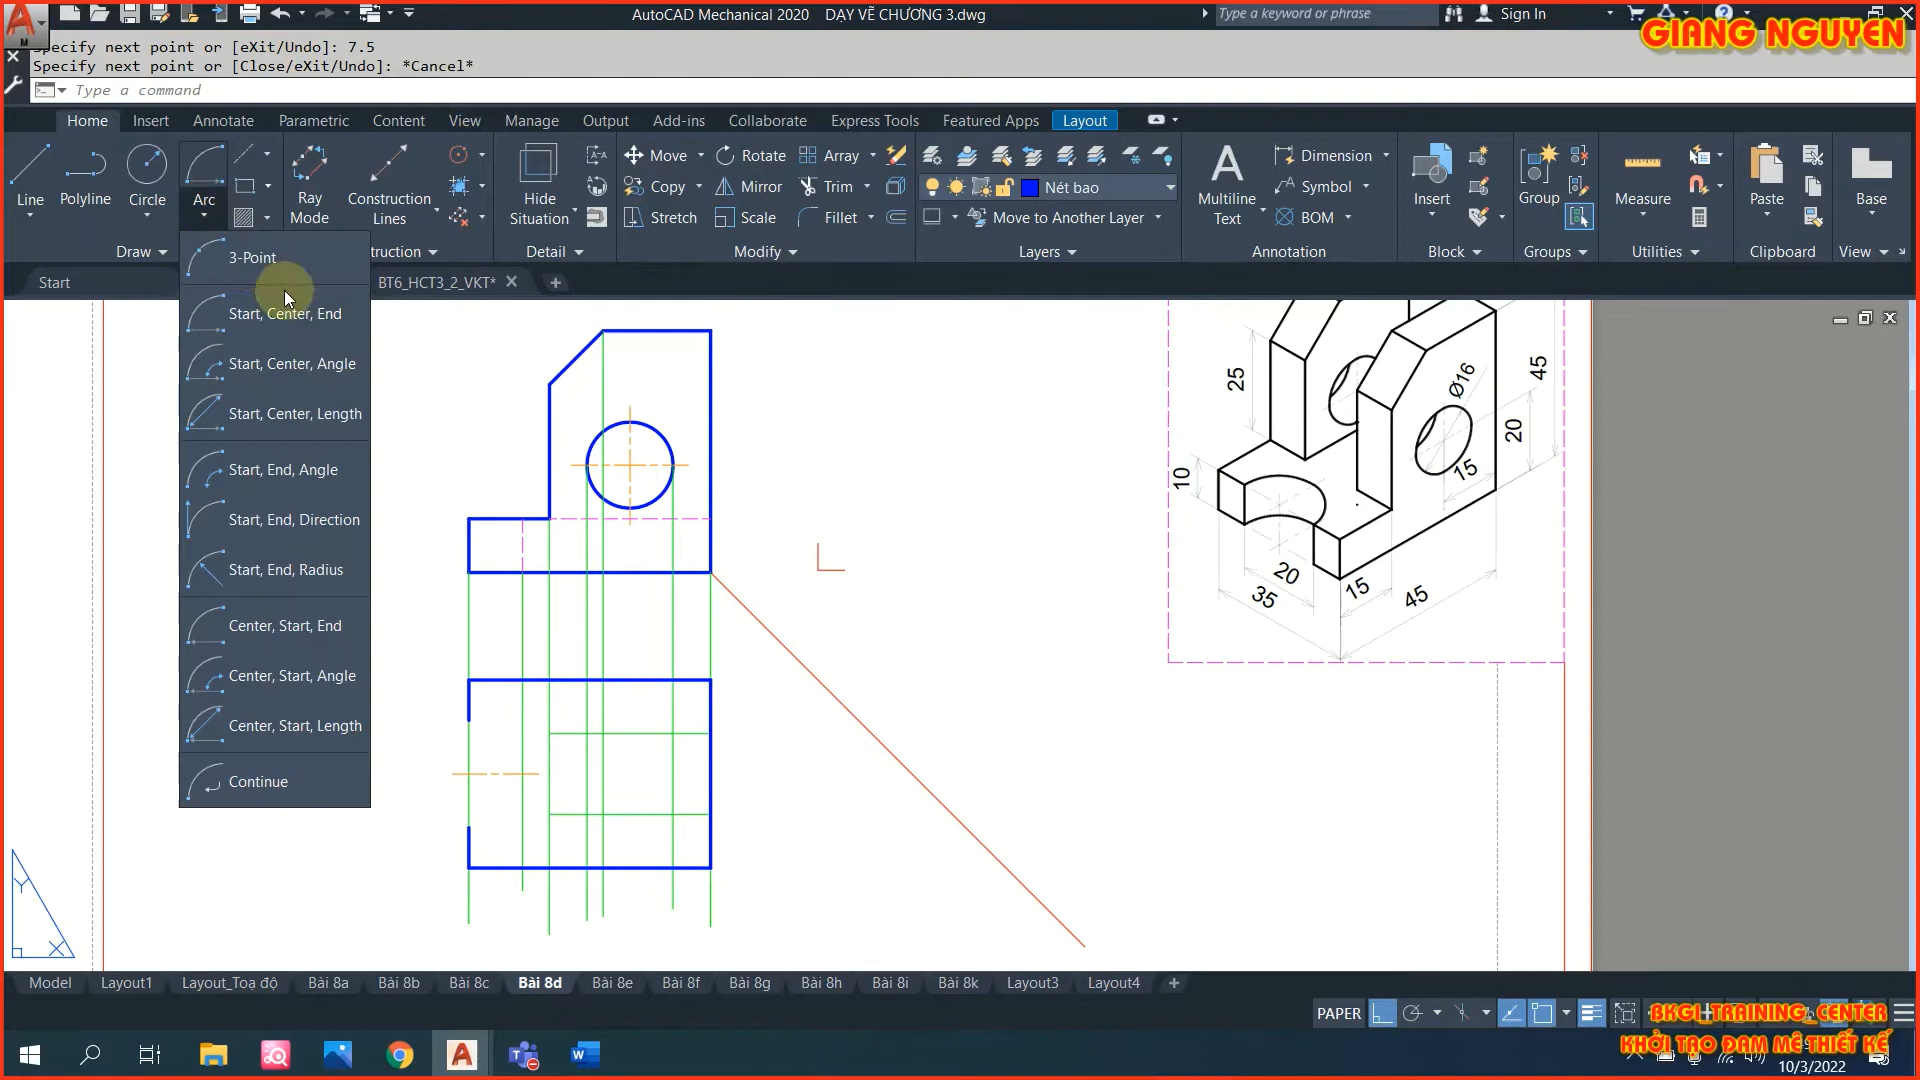 AutoCAD Mechanical 2020 DẠY VẼ CHƯƠNG 3.dwg
Type a keyword or phrase
Sign In
GIANG NGUYEN
Specify next point or [eXit/Undo]: 7.5
Specify next point or [Close/eXit/Undo]: *Cancel*
Type a command
Home Insert Annotate Parametric Content View Manage Output Add-ins Collaborate Express Tools Featured Apps Layout
Line Polyline Circle Arc
Ray Mode
Construction Lines
Hide Situation
Move Rotate Array
Copy Mirror Trim
Stretch Scale Fillet
Nét bao
Move to Another Layer
Multiline Text
Dimension
Symbol
BOM
Insert
Group
Measure
Paste
Base
Draw
truction
Detail
Modify
Layers
Annotation
Block
Groups
Utilities
Clipboard
View
Start
BT6_HCT3_2_VKT*
3-Point
Start, Center, End
Start, Center, Angle
Start, Center, Length
Start, End, Angle
Start, End, Direction
Start, End, Radius
Center, Start, End
Center, Start, Angle
Center, Start, Length
Continue
25
45
Ø16
20
15
10
20
35
15
45
Y
X
Model Layout1 Layout_Toạ độ Bài 8a Bài 8b Bài 8c Bài 8d Bài 8e Bài 8f Bài 8g Bài 8h Bài 8i Bài 8k Layout3 Layout4
PAPER
BKGI_TRAINING_CENTER
KHỞI TẠO ĐAM MÊ THIẾT KẾ
10/3/2022